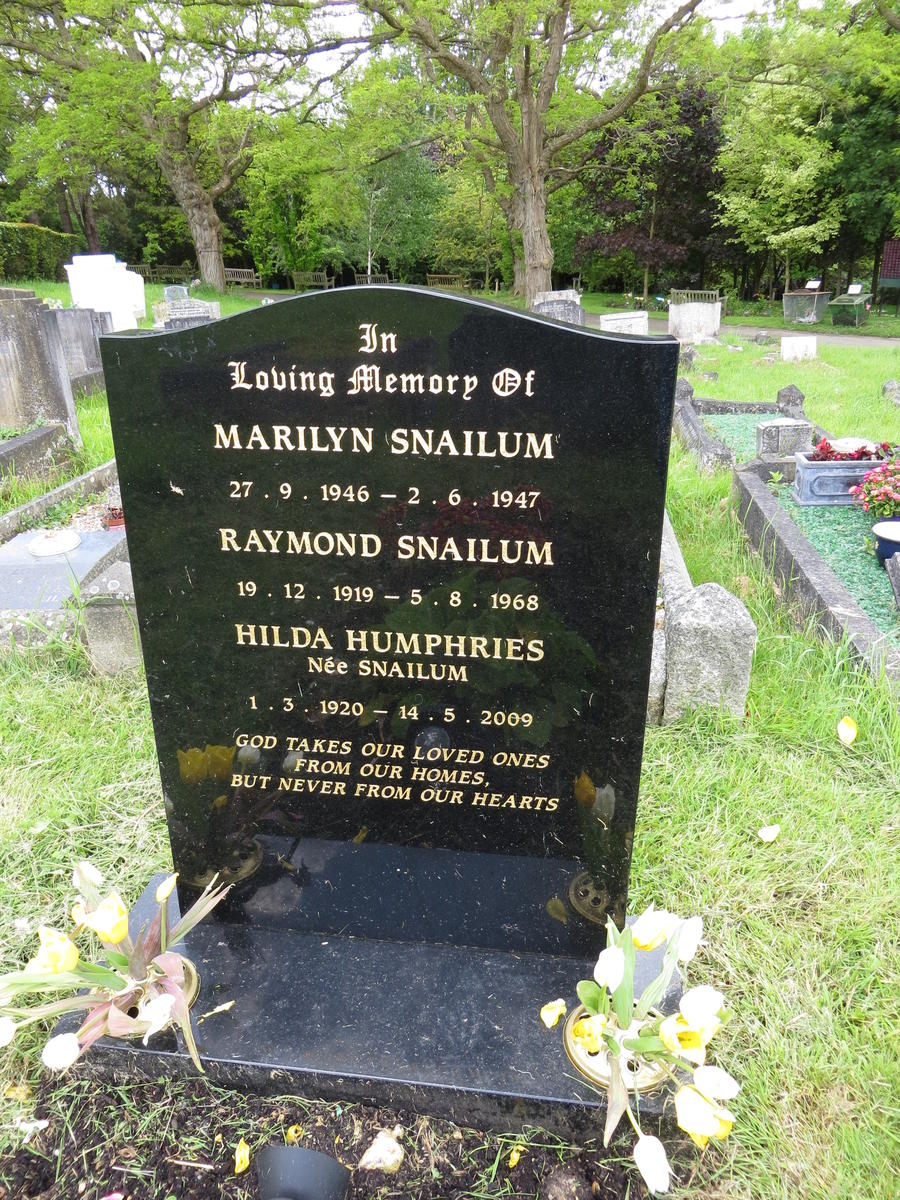 In
Loving Memory Of
MARILYN SNAILUM
27 . 9 . 1946 – 2 . 6 . 1947
RAYMOND SNAILUM
19 . 12 . 1919 – 5 . 8 . 1968
HILDA HUMPHRIES
Née SNAILUM
1 . 3 . 1920 – 14 . 5 . 2009
GOD TAKES OUR LOVED ONES
FROM OUR HOMES,
BUT NEVER FROM OUR HEARTS